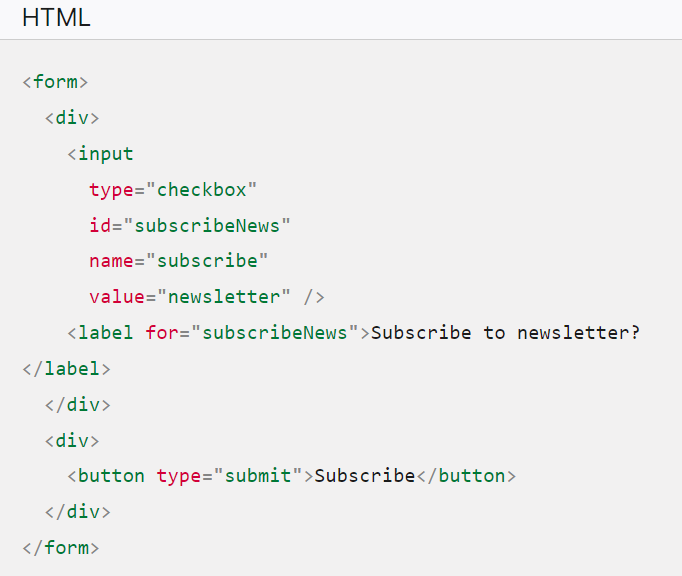 HTML
<form>
  <div>
    <input
      type="checkbox"
      id="subscribeNews"
      name="subscribe"
      value="newsletter" />
    <label for="subscribeNews">Subscribe to newsletter?
</label>
  </div>
  <div>
    <button type="submit">Subscribe</button>
  </div>
</form>